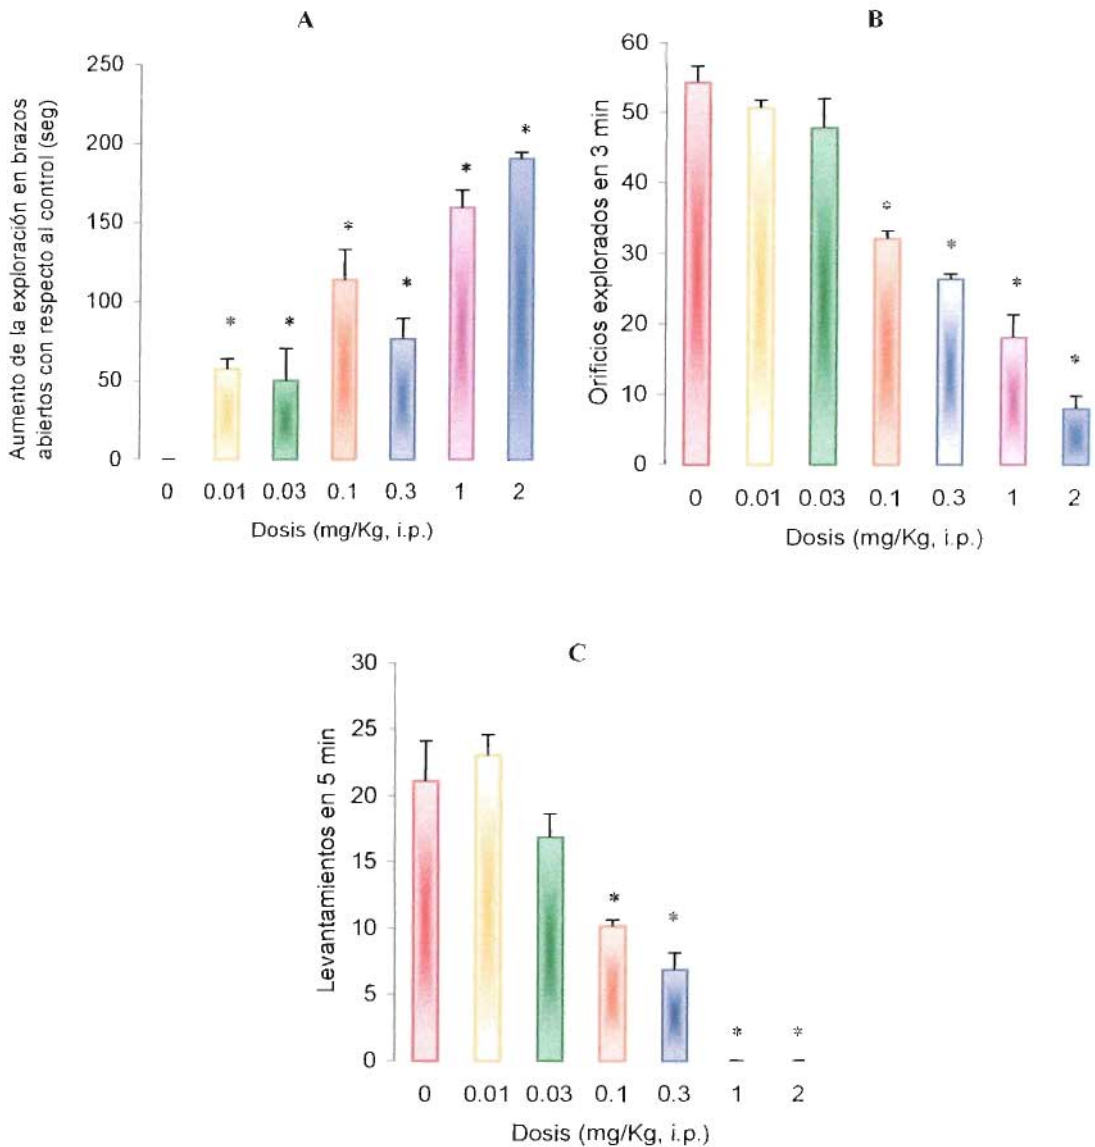 A
Aumento de la exploración en brazos
abiertos con respecto al control (seg)
250
200
150
100
50
0
*
*
*
*
*
*
0 0.01 0.03 0.1 0.3 1 2
Dosis (mg/Kg, i.p.)
B
Orificios explorados en 3 min
60
50
40
30
20
10
0
*
*
*
*
0 0.01 0.03 0.1 0.3 1 2
Dosis (mg/Kg, i.p.)
C
Levantamientos en 5 min
30
25
20
15
10
5
0
*
*
*
*
0 0.01 0.03 0.1 0.3 1 2
Dosis (mg/Kg, i.p.)